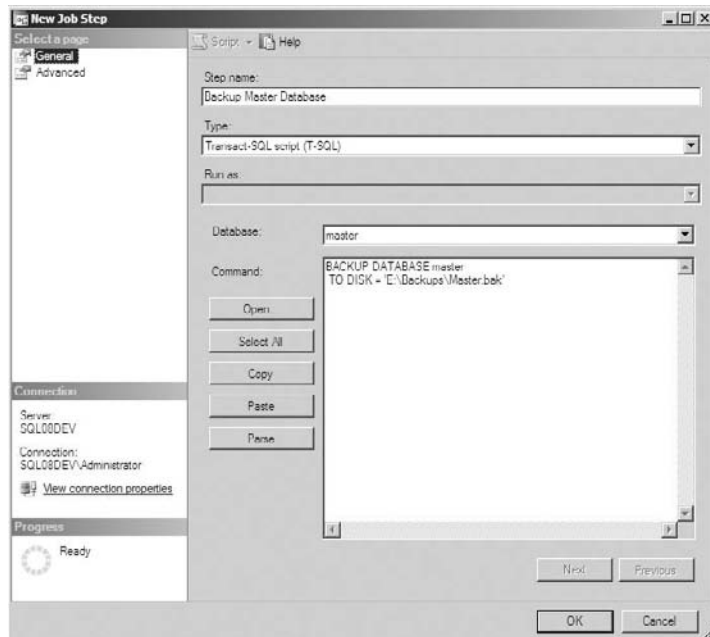 New Job Step
Select a page
General
Advanced
Script
Help
Step name:
Backup Master Database
Type:
Transact-SQL script (T-SQL)
Run as:
Database:
master
Command:
BACKUP DATABASE master
TO DISK = 'E:\Backups\Master.bak'
Open...
Select All
Copy
Paste
Parse
Connection
Server:
SQL08DEV
Connection:
SQL08DEV\Administrator
View connection properties
Progress
Ready
Next
Previous
OK
Cancel